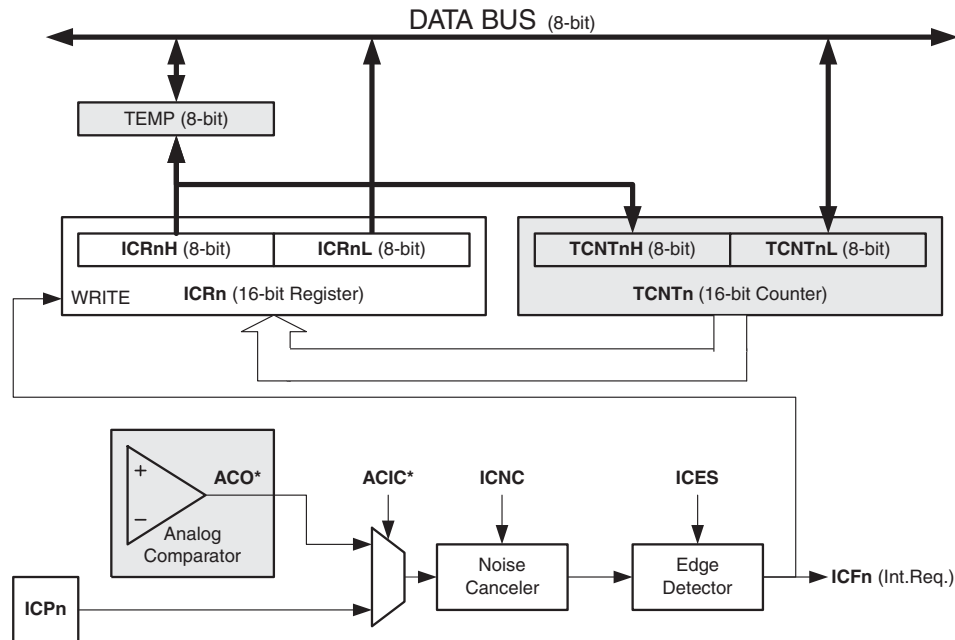 DATA BUS (8-bit)
TEMP (8-bit)
ICRnH (8-bit)
ICRnL (8-bit)
TCNTnH (8-bit)
TCNTnL (8-bit)
WRITE
ICRn (16-bit Register)
TCNTn (16-bit Counter)
+
ACO*
ACIC*
ICNC
ICES
−
Analog
Comparator
Noise
Canceler
Edge
Detector
ICFn (Int.Req.)
ICPn